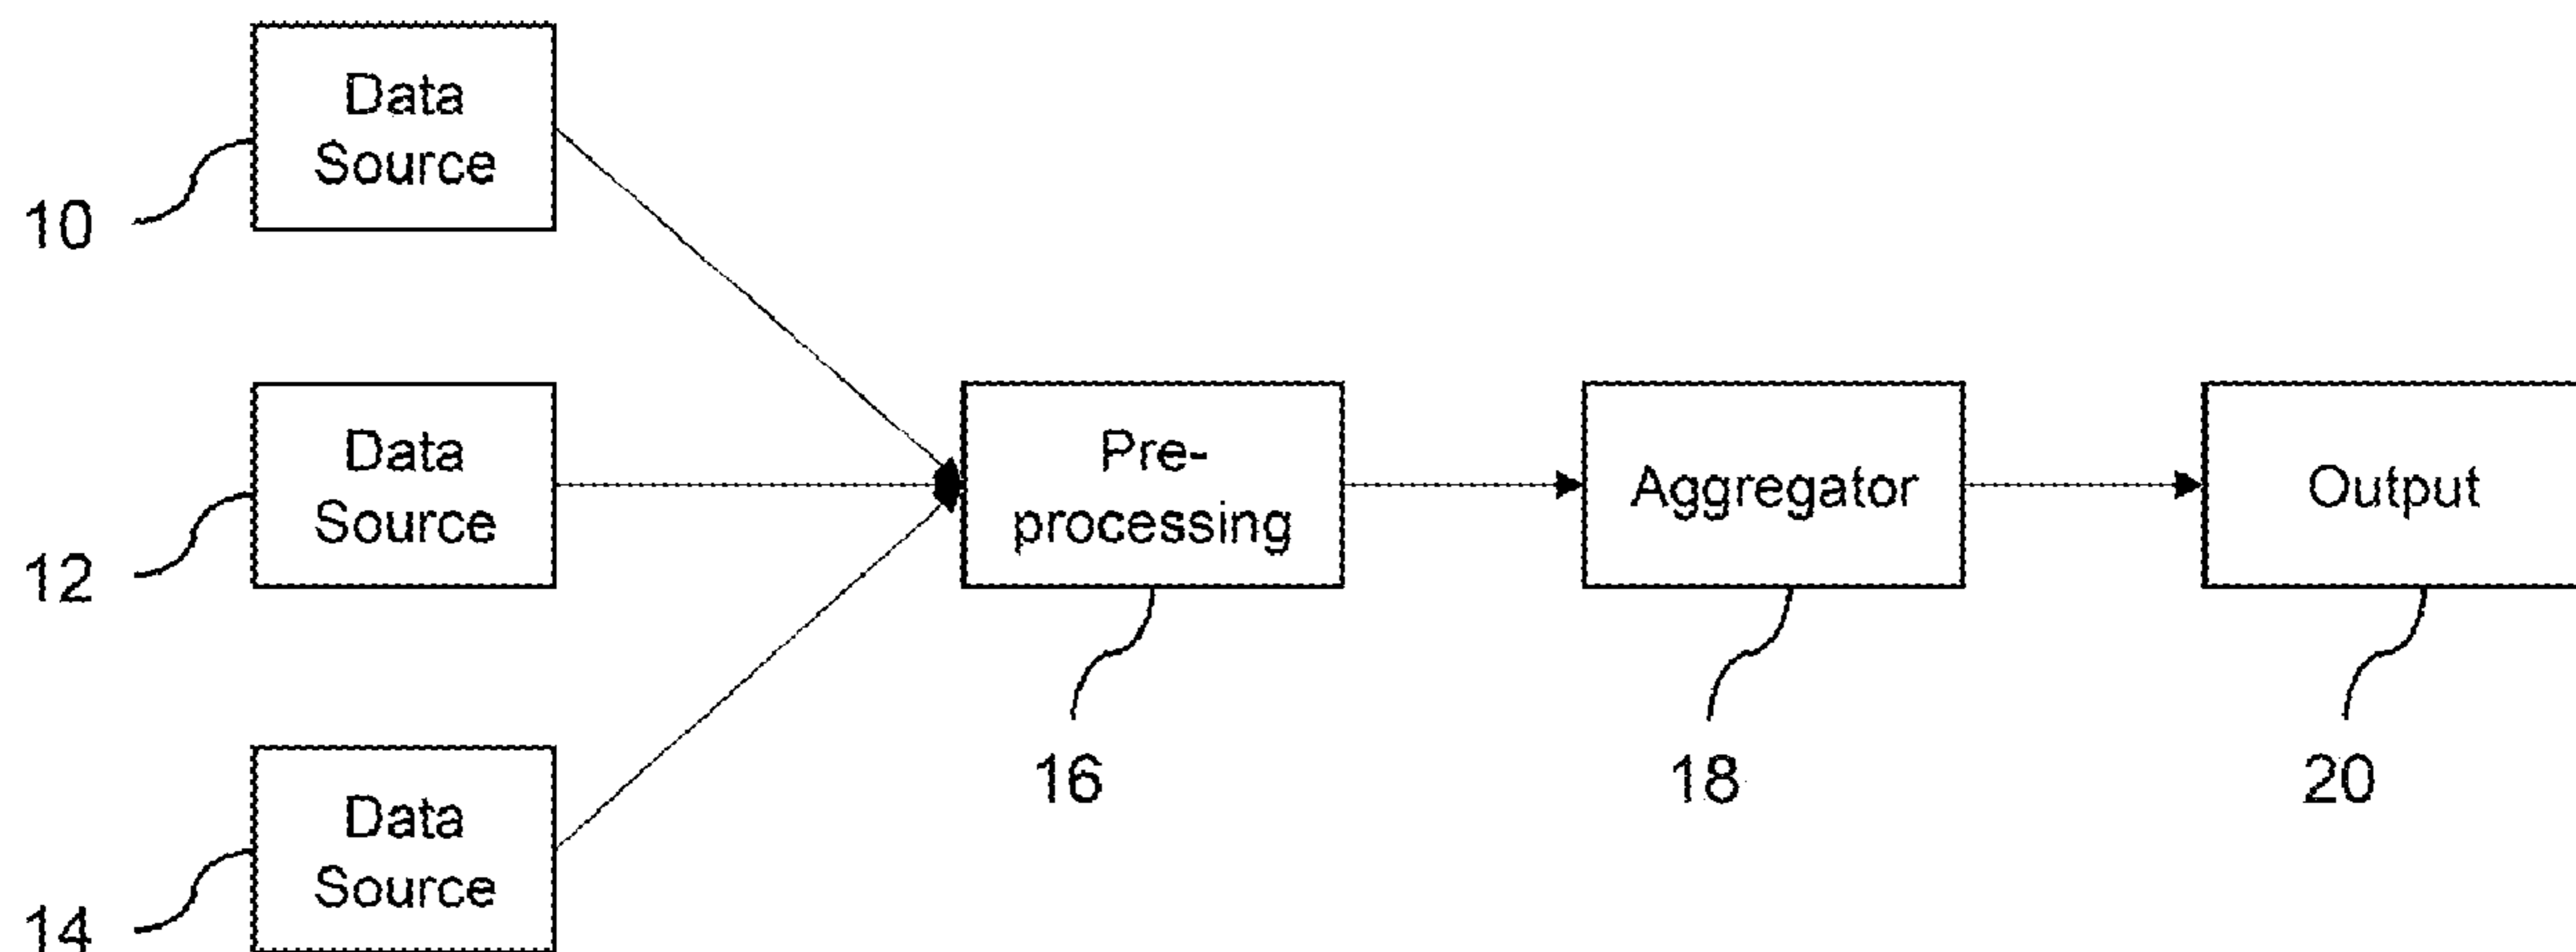 Data
Source
10
Data
Source
12
Pre-
processing
16
Aggregator
18
Output
20
Data
Source
14